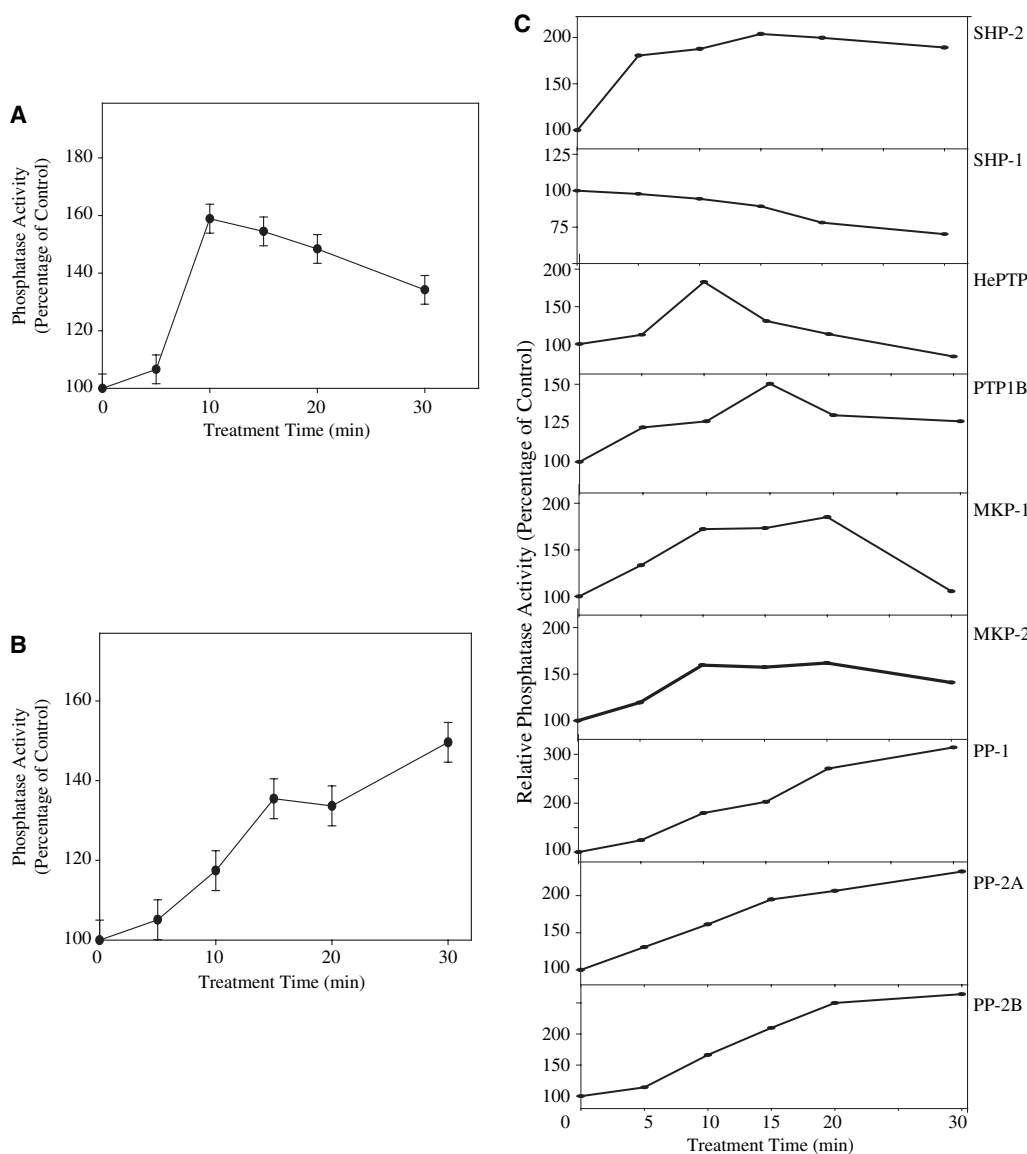 A
Phosphatase Activity
(Percentage of Control)
180
160
140
120
100
0
10
20
30
Treatment Time (min)
B
Phosphatase Activity
(Percentage of Control)
160
140
120
100
0
10
20
30
Treatment Time (min)
C
Relative Phosphatase Activity (Percentage of Control)
SHP-2
200
150
100
SHP-1
125
100
75
HePTP
200
150
100
PTP1B
150
125
100
MKP-1
200
150
100
MKP-2
200
150
100
PP-1
300
200
100
PP-2A
200
150
100
PP-2B
200
150
100
0
5
10
15
20
30
Treatment Time (min)